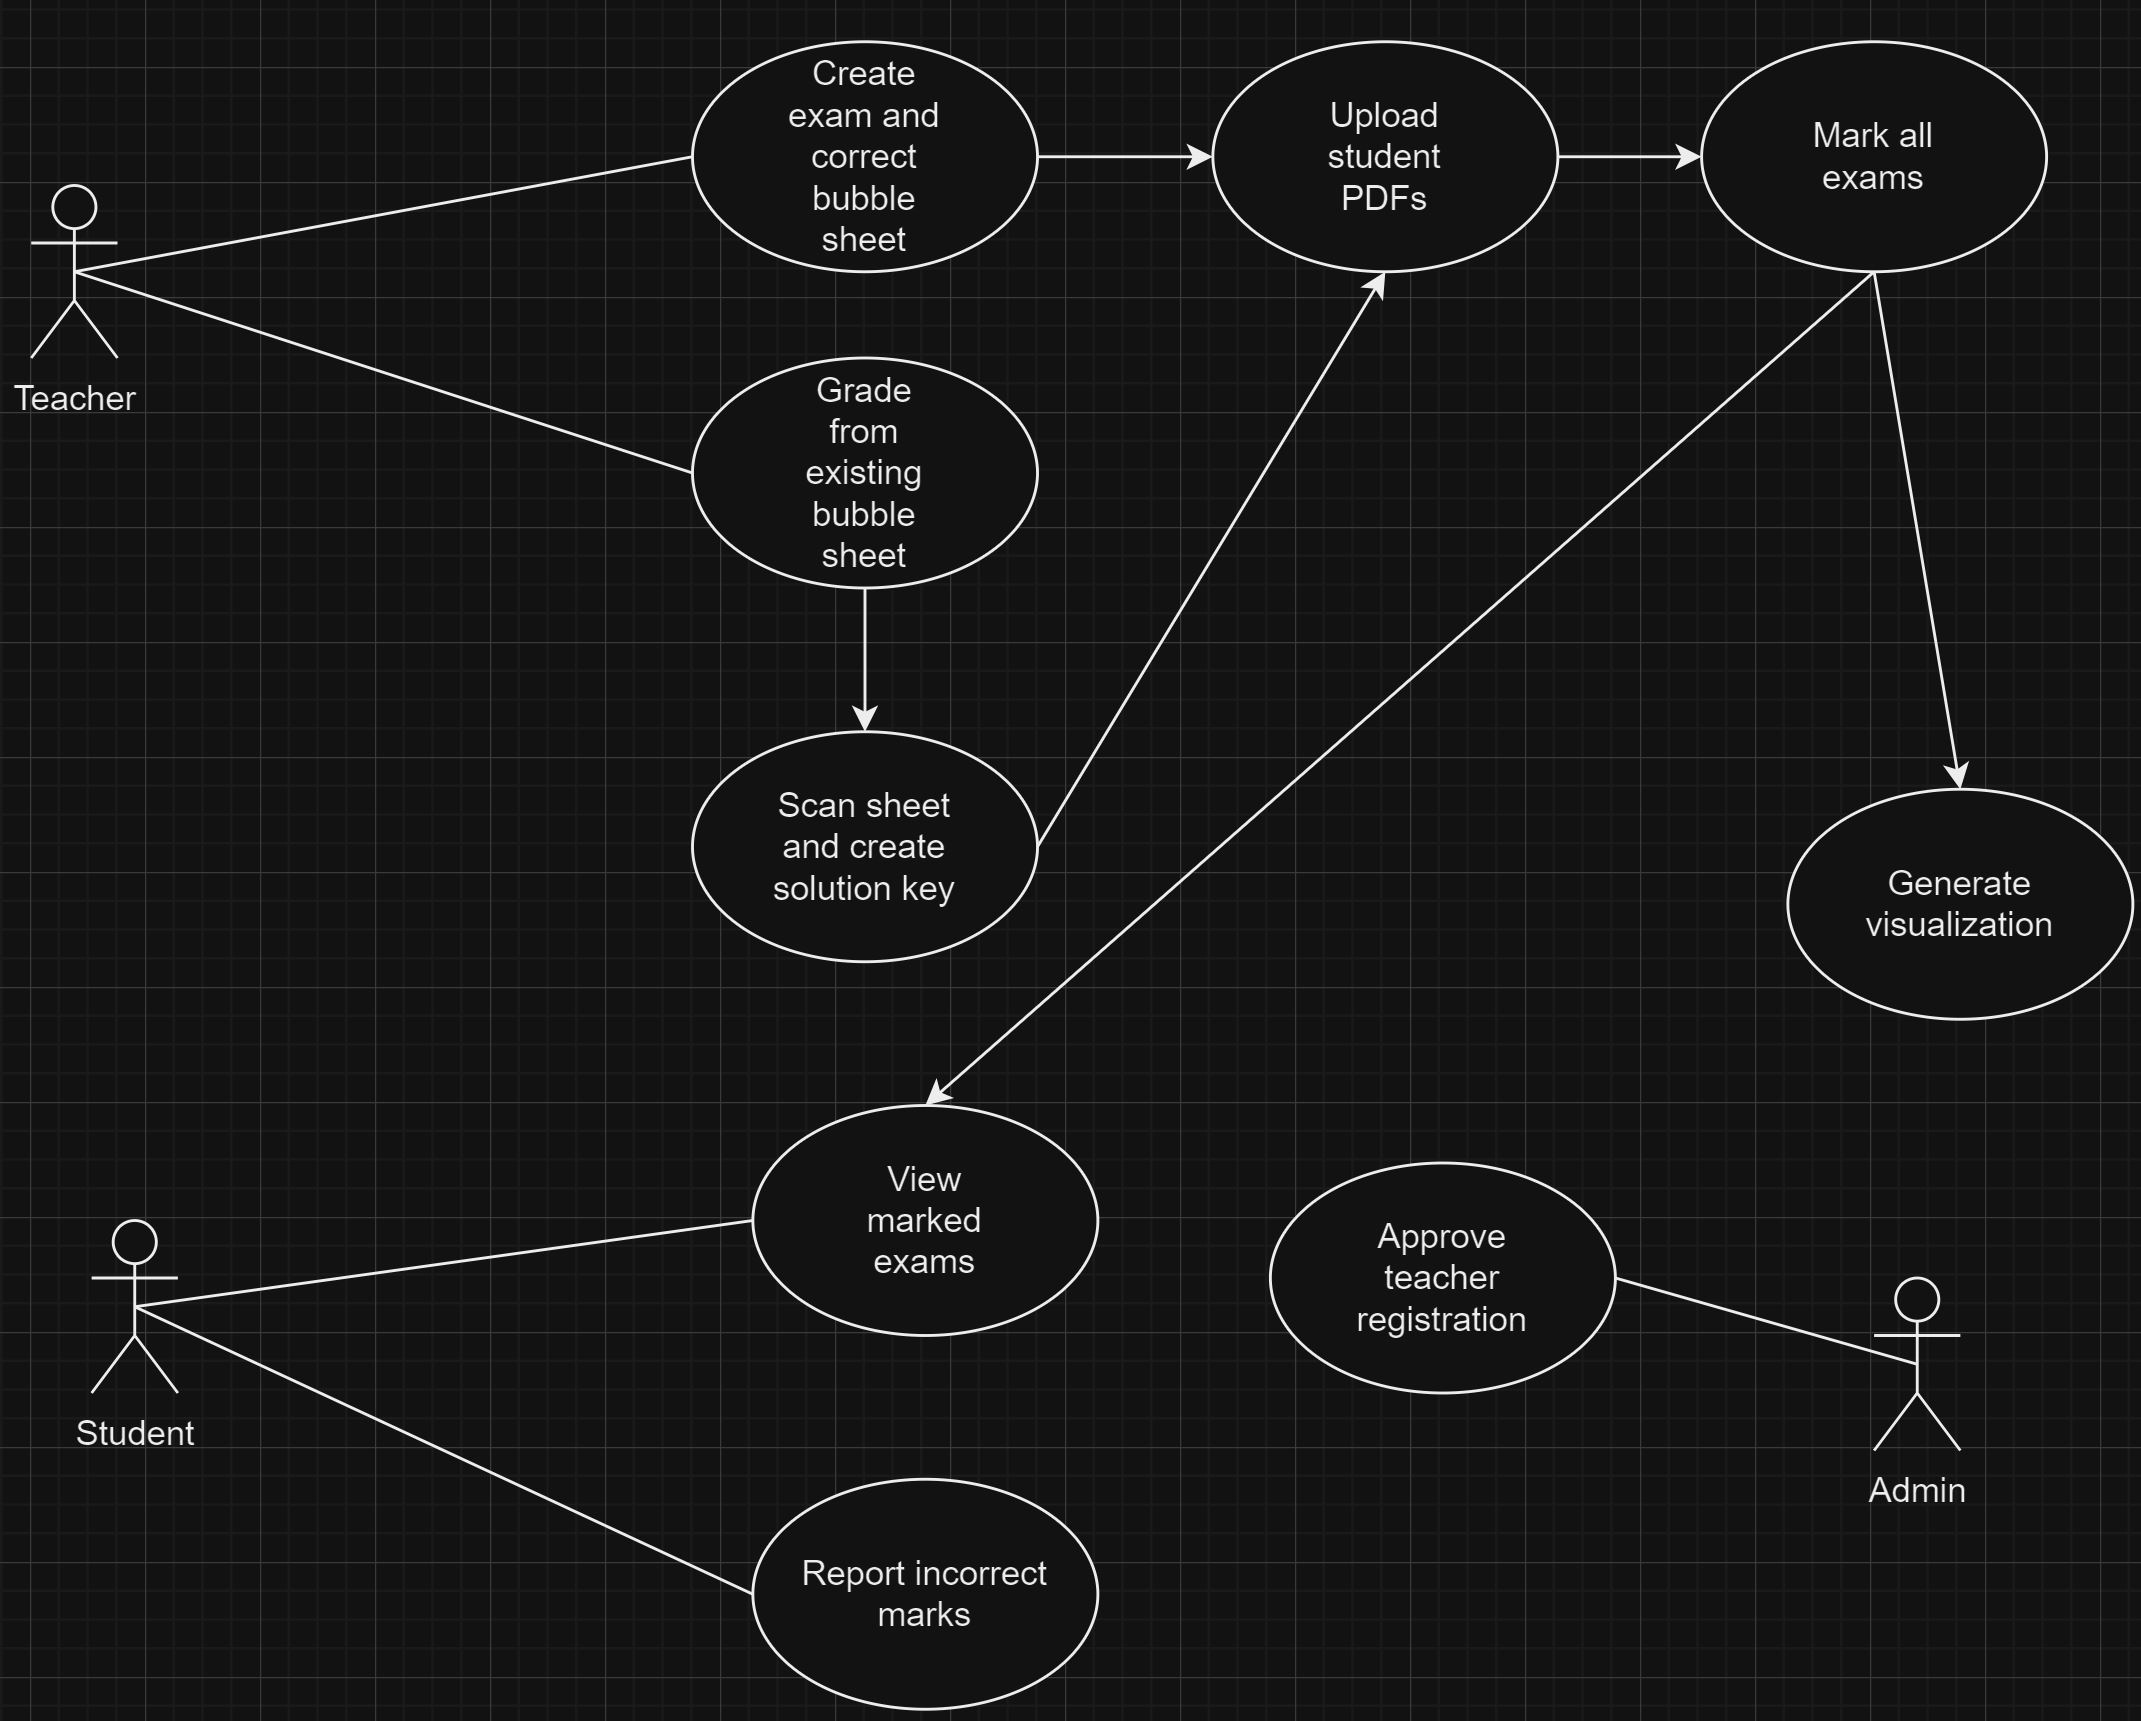 Create
exam and
correct
bubble
sheet
Upload
student
PDFs
Mark all
exams
Teacher
Grade
from
existing
bubble
sheet
Scan sheet
and create
solution key
Generate
visualization
View
marked
exams
Approve
teacher
registration
Student
Admin
Report incorrect
marks